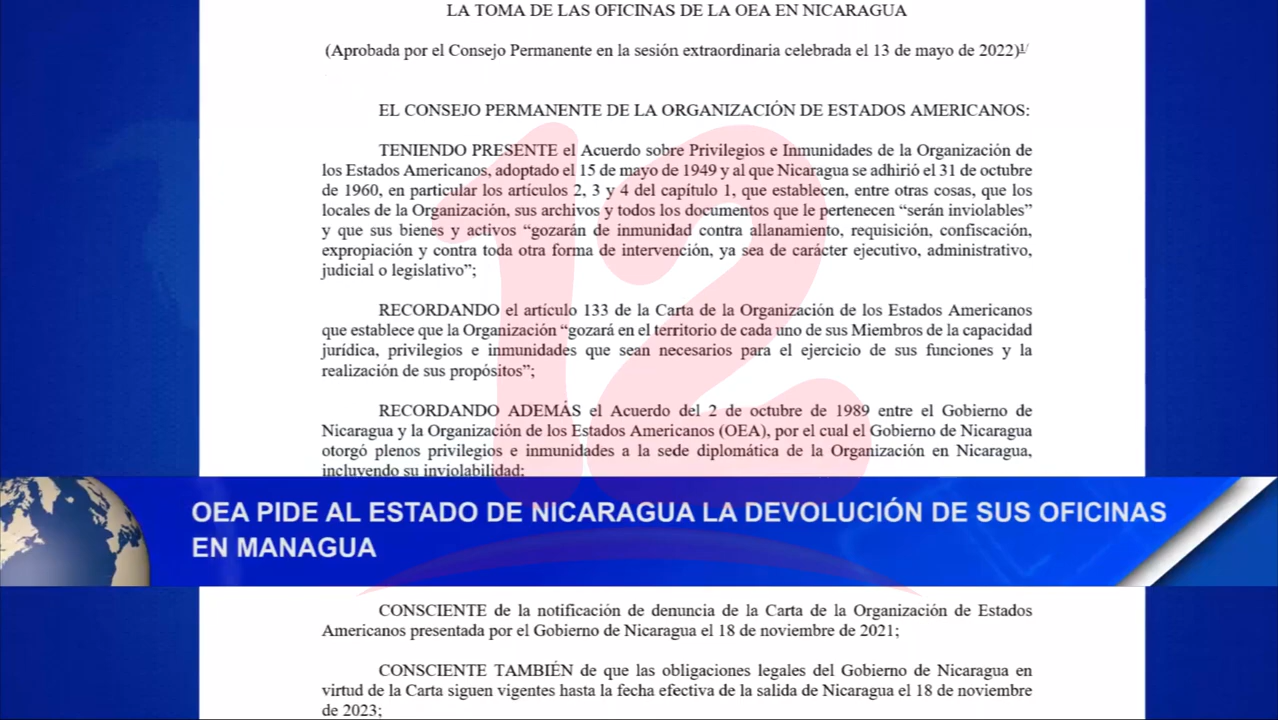 LA TOMA DE LAS OFICINAS DE LA OEA EN NICARAGUA
(Aprobada por el Consejo Permanente en la sesión extraordinaria celebrada el 13 de mayo de 2022)1/
EL CONSEJO PERMANENTE DE LA ORGANIZACIÓN DE ESTADOS AMERICANOS:
TENIENDO PRESENTE el Acuerdo sobre Privilegios e Inmunidades de la Organización de
los Estados Americanos, adoptado el 15 de mayo de 1949 y al que Nicaragua se adhirió el 31 de octubre
de 1960, en particular los artículos 2, 3 y 4 del capítulo 1, que establecen, entre otras cosas, que los
locales de la Organización, sus archivos y todos los documentos que le pertenecen “serán inviolables”
y que sus bienes y activos “gozarán de inmunidad contra allanamiento, requisición, confiscación,
expropiación y contra toda otra forma de intervención, ya sea de carácter ejecutivo, administrativo,
judicial o legislativo”;
RECORDANDO el artículo 133 de la Carta de la Organización de los Estados Americanos
que establece que la Organización “gozará en el territorio de cada uno de sus Miembros de la capacidad
jurídica, privilegios e inmunidades que sean necesarios para el ejercicio de sus funciones y la
realización de sus propósitos”;
RECORDANDO ADEMÁS el Acuerdo del 2 de octubre de 1989 entre el Gobierno de
Nicaragua y la Organización de los Estados Americanos (OEA), por el cual el Gobierno de Nicaragua
otorgó plenos privilegios e inmunidades a la sede diplomática de la Organización en Nicaragua,
incluyendo su inviolabilidad;
12
OEA PIDE AL ESTADO DE NICARAGUA LA DEVOLUCIÓN DE SUS OFICINAS
EN MANAGUA
CONSCIENTE de la notificación de denuncia de la Carta de la Organización de Estados
Americanos presentada por el Gobierno de Nicaragua el 18 de noviembre de 2021;
CONSCIENTE TAMBIÉN de que las obligaciones legales del Gobierno de Nicaragua en
virtud de la Carta siguen vigentes hasta la fecha efectiva de la salida de Nicaragua el 18 de noviembre
de 2023;